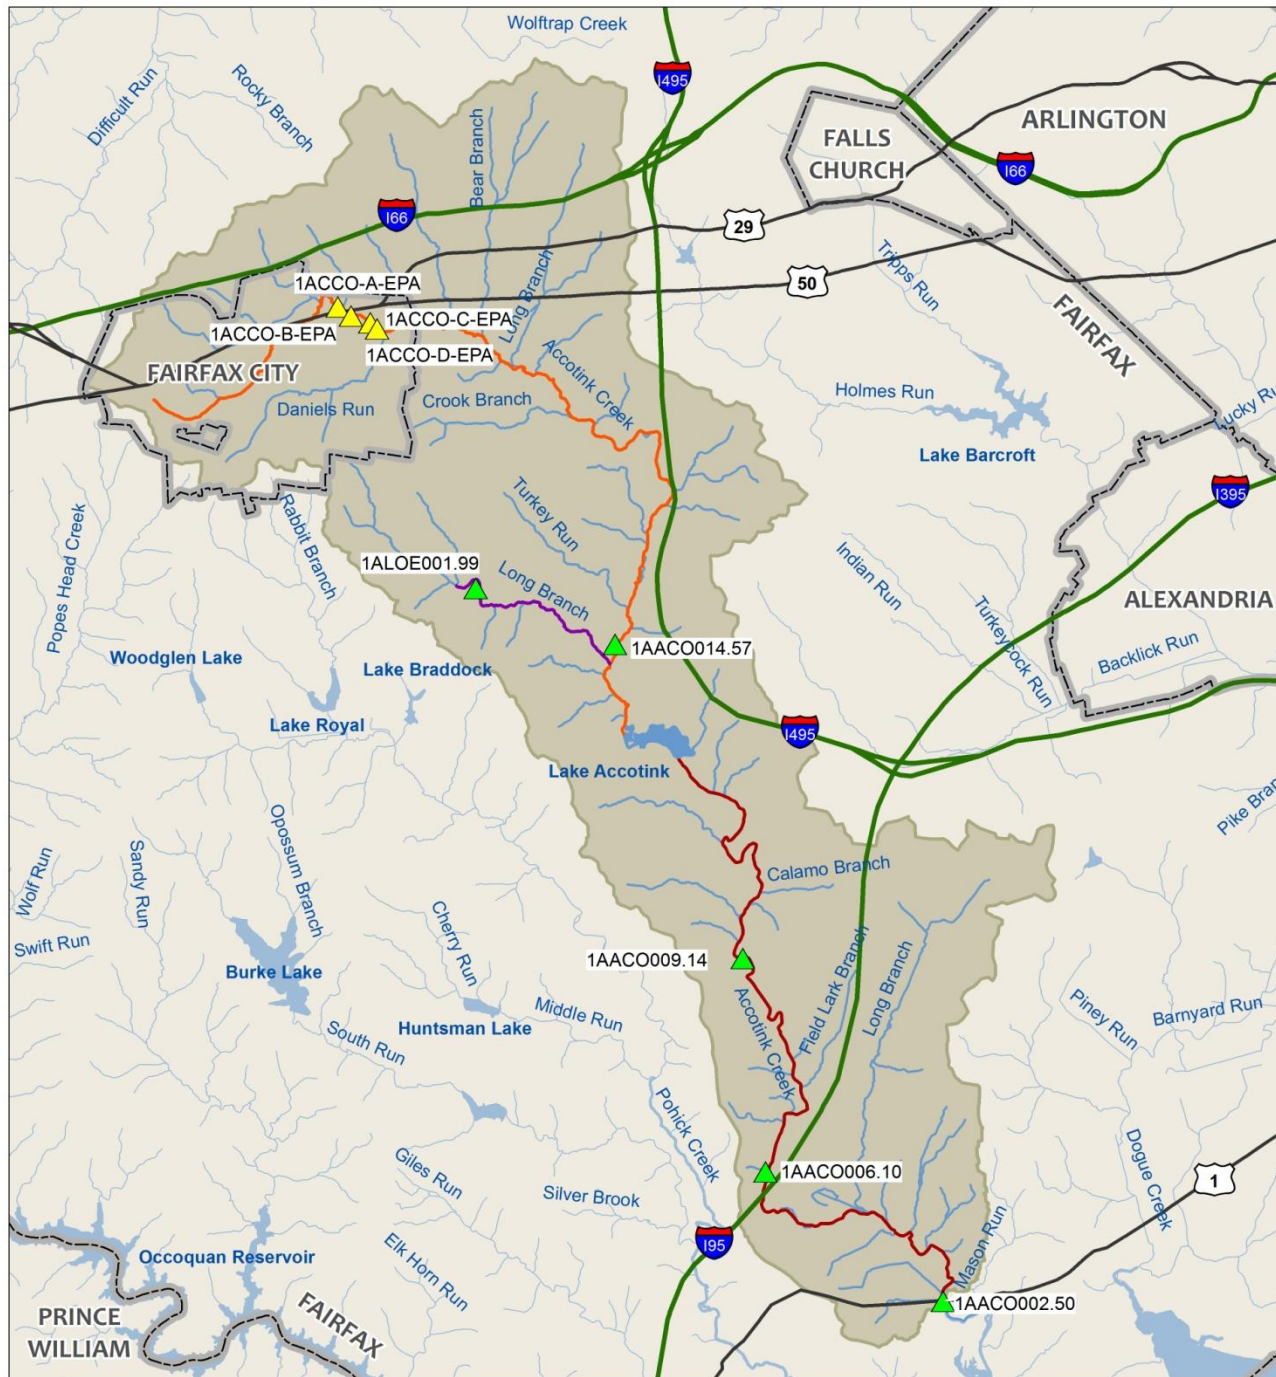 Wolftrap Creek
I495
Difficult Run
Rocky Branch
Bear Branch
ARLINGTON
FALLS
CHURCH
I66
I66
29
50
Tripps Run
1ACCO-A-EPA
Long Branch
1ACCO-C-EPA
1ACCO-B-EPA
1ACCO-D-EPA
FAIRFAX
FAIRFAX CITY
Accotink Creek
Daniels Run
Crook Branch
Holmes Run
Lucky Ru
Lake Barcroft
I395
Turkey Run
Rabbit Branch
Popes Head Creek
Indian Run
1ALOE001.99
Long Branch
Turkeycock Run
ALEXANDRIA
1AACO014.57
Backlick Run
Woodglen Lake
Lake Braddock
Lake Royal
I495
Lake Accotink
Pike Bran
Opossum Branch
Wolf Run
Sandy Run
Calamo Branch
Cherry Run
Swift Run
1AACO009.14
Field Lark Branch
Long Branch
Burke Lake
Accotink Creek
Huntsman Lake
Middle Run
Piney Run
Barnyard Run
South Run
Pohick Creek
Dogue Creek
Giles Run
1AACO006.10
Silver Brook
1
Mason Run
I95
Occoquan Reservoir
Elk Horn Run
1AACO002.50
PRINCE
WILLIAM
FAIRFAX